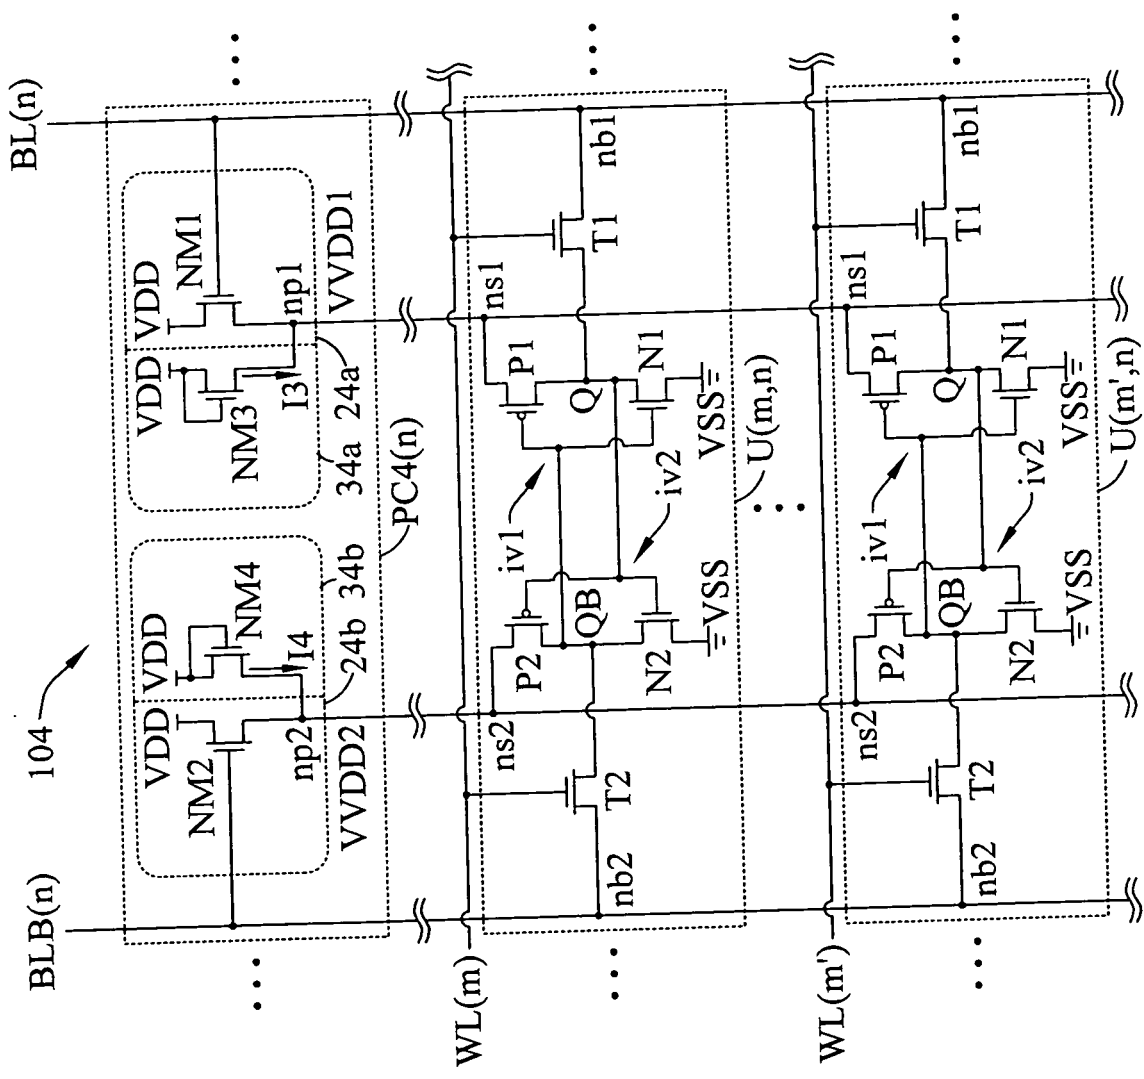 104
BLB(n)
BL(n)
VDD
VDD
VDD
VDD
NM2
NM4
NM3
NM1
I4
I3
np2
np1
VVDD2
24b
34b
34a
24a
VVDD1
PC4(n)
WL(m)
ns2
ns1
iv1
P2
P1
QB
Q
T2
T1
nb2
nb1
N2
N1
iv2
VSS
VSS
U(m,n)
WL(m')
ns2
ns1
iv1
P2
P1
QB
Q
T2
T1
nb2
nb1
N2
N1
iv2
VSS
VSS
U(m',n)